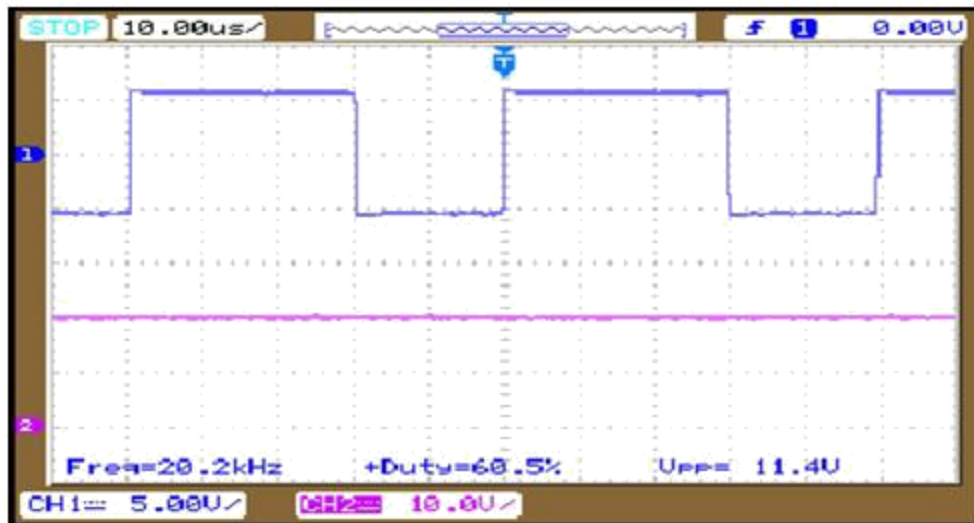 STOP 10.00us/ 1 0.00V
T
1
2
Freq=20.2kHz +Duty=60.5% Vpp= 11.4V
CH1 5.00V/ CH2 10.0V/